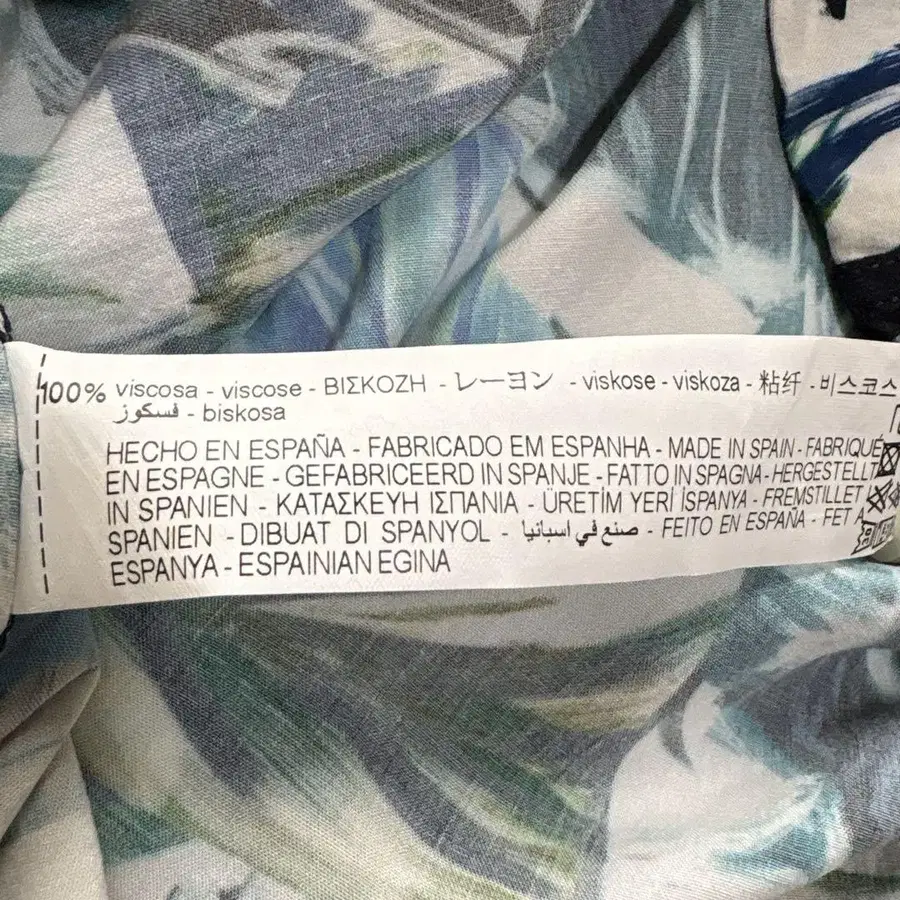 100% viscosa - viscose - ΒΙΣΚΟΖΗ - レーヨン - viskose - viskoza - 粘纤 - 비스코스
فسكوز - biskosa
HECHO EN ESPAÑA - FABRICADO EM ESPANHA - MADE IN SPAIN - FABRIQUÉ
EN ESPAGNE - GEFABRICEERD IN SPANJE - FATTO IN SPAGNA - HERGESTELLT
IN SPANIEN - ΚΑΤΑΣΚΕΥΗ ΙΣΠΑΝΙΑ - ÜRETİM YERİ İSPANYA - FREMSTILLET I
SPANIEN - DIBUAT DI SPANYOL - صنع في اسبانيا - FEITO EN ESPAÑA - FET A
ESPANYA - ESPAINIAN EGINA